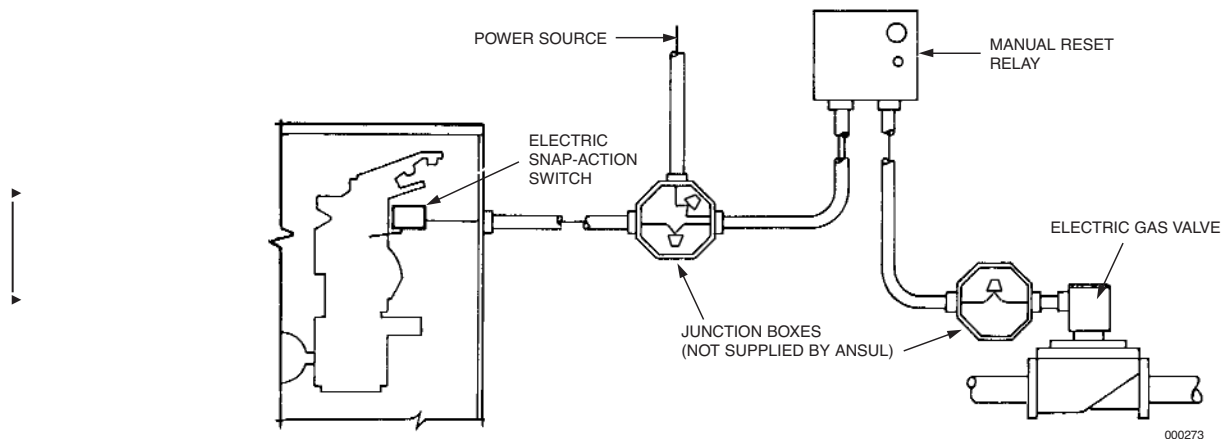 POWER SOURCE
MANUAL RESET
RELAY
ELECTRIC
SNAP-ACTION
SWITCH
ELECTRIC GAS VALVE
JUNCTION BOXES
(NOT SUPPLIED BY ANSUL)
000273